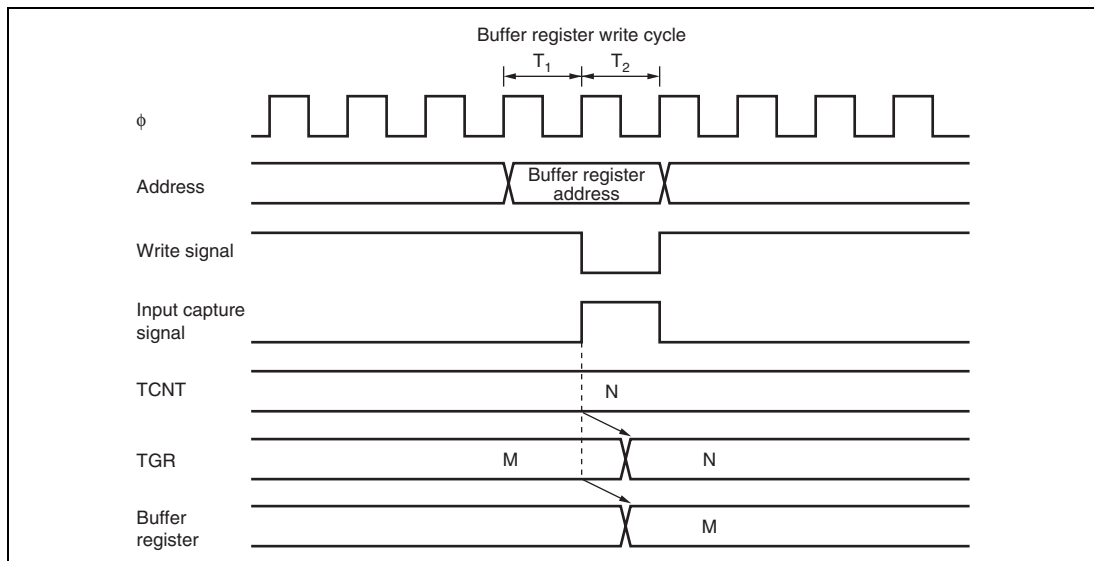 Buffer register write cycle
T₁ T₂
ϕ
Address
Buffer register
address
Write signal
Input capture
signal
TCNT
N
TGR
M
N
Buffer
register
M